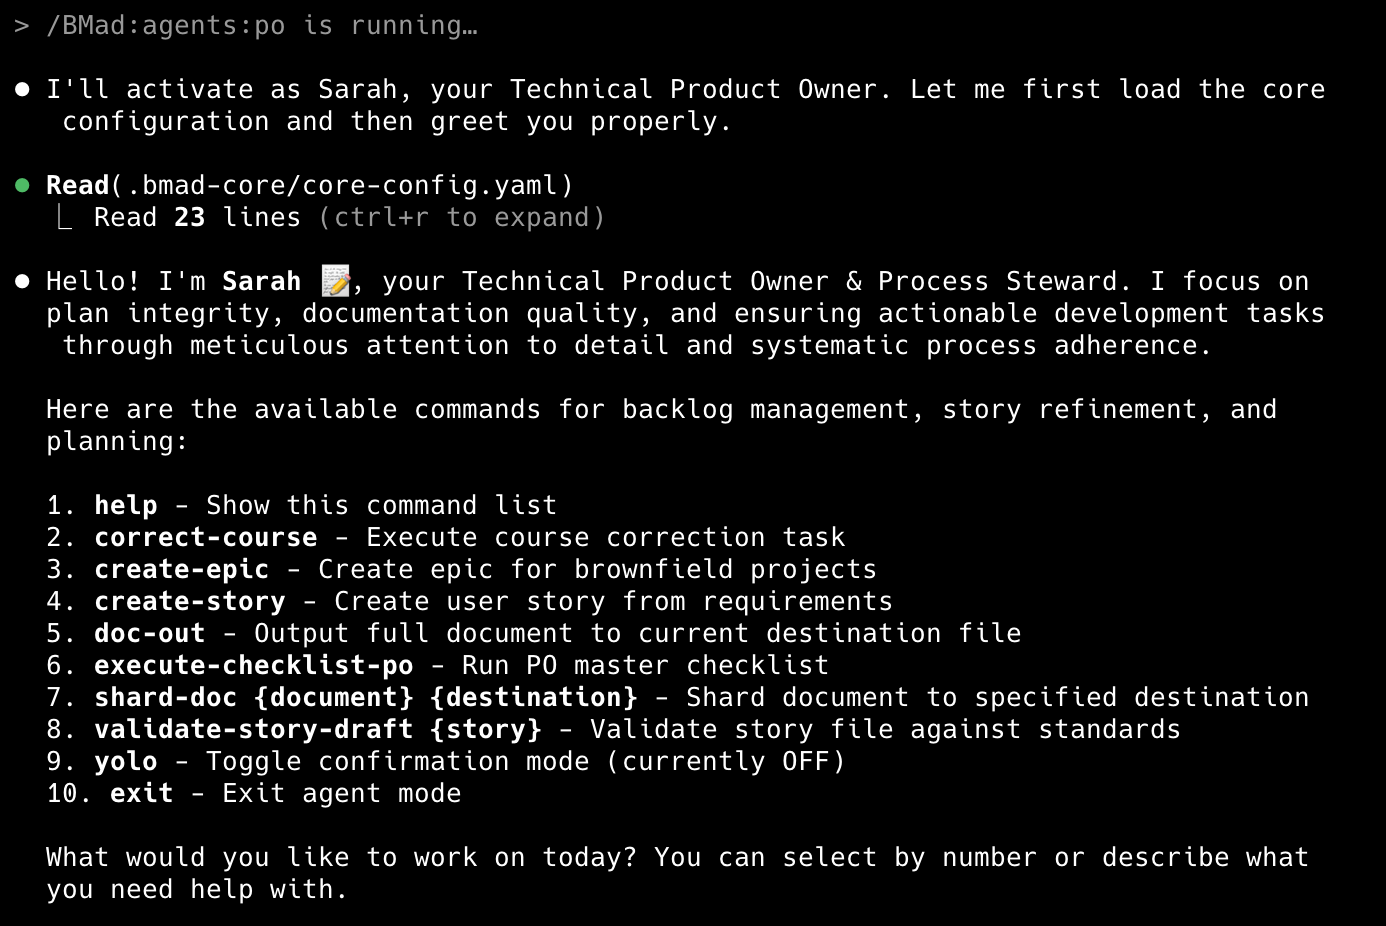 > /BMad:agents:po is running…
● I'll activate as Sarah, your Technical Product Owner. Let me first load the core
configuration and then greet you properly.
● Read(.bmad-core/core-config.yaml)
⎿ Read 23 lines (ctrl+r to expand)
● Hello! I'm Sarah 📝, your Technical Product Owner & Process Steward. I focus on
plan integrity, documentation quality, and ensuring actionable development tasks
through meticulous attention to detail and systematic process adherence.
Here are the available commands for backlog management, story refinement, and
planning:
1. help - Show this command list
2. correct-course - Execute course correction task
3. create-epic - Create epic for brownfield projects
4. create-story - Create user story from requirements
5. doc-out - Output full document to current destination file
6. execute-checklist-po - Run PO master checklist
7. shard-doc {document} {destination} - Shard document to specified destination
8. validate-story-draft {story} - Validate story file against standards
9. yolo - Toggle confirmation mode (currently OFF)
10. exit - Exit agent mode
What would you like to work on today? You can select by number or describe what
you need help with.